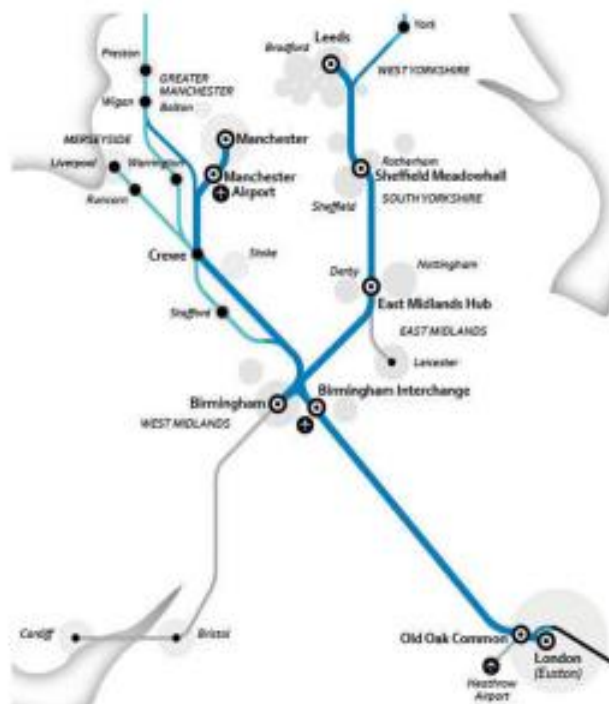 York
Leeds
Bradford
Preston
WEST YORKSHIRE
GREATER
MANCHESTER
Wigan
Bolton
MERSEYSIDE
Manchester
Liverpool
Warrington
Rotherham
Manchester
Airport
Sheffield Meadowhall
Runcorn
SOUTH YORKSHIRE
Sheffield
Crewe
Stoke
Derby
Nottingham
East Midlands Hub
Stafford
EAST MIDLANDS
Leicester
Birmingham Interchange
Birmingham
WEST MIDLANDS
Cardiff
Bristol
Old Oak Common
London
(Euston)
Heathrow
Airport